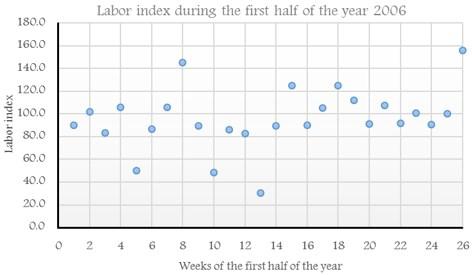 Labor index during the first half of the year 2006
180.0
160.0
140.0
120.0
100.0
80.0
60.0
40.0
20.0
0.0
Labor index
0 2 4 6 8 10 12 14 16 18 20 22 24 26
Weeks of the first half of the year